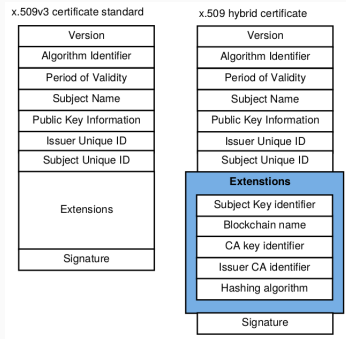 x.509v3 certificate standard
Version
Algorithm Identifier
Period of Validity
Subject Name
Public Key Information
Issuer Unique ID
Subject Unique ID
Extensions
Signature
x.509 hybrid certificate
Version
Algorithm Identifier
Period of Validity
Subject Name
Public Key Information
Issuer Unique ID
Subject Unique ID
Extenstions
Subject Key identifier
Blockchain name
CA key identifier
Issuer CA identifier
Hashing algorithm
Signature